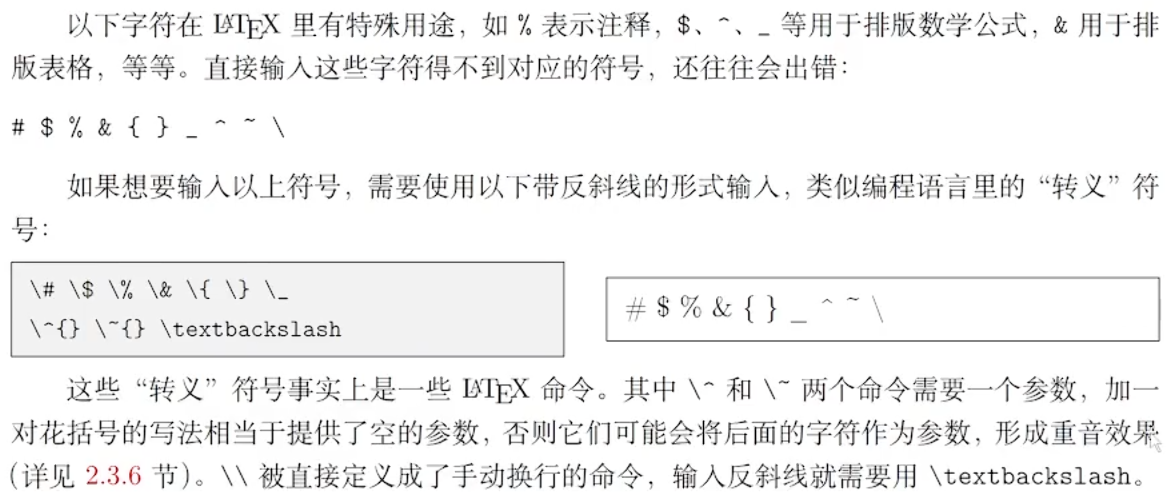 以下字符在 LATEX 里有特殊用途，如 % 表示注释，$、^、_ 等用于排版数学公式，& 用于排
版表格，等等。直接输入这些字符得不到对应的符号，还往往会出错：
# $ % & { } _ ^ ~ \
如果想要输入以上符号，需要使用以下带反斜线的形式输入，类似编程语言里的“转义”符
号：
\# \$ \% \& \{ \} \_
\^{} \~{} \textbackslash
# $ % & { } _ ^ ~ \
这些“转义”符号事实上是一些 LATEX 命令。其中 \^ 和 \~ 两个命令需要一个参数，加一
对花括号的写法相当于提供了空的参数，否则它们可能会将后面的字符作为参数，形成重音效果
(详见 2.3.6 节)。\\ 被直接定义成了手动换行的命令，输入反斜线就需要用 \textbackslash。